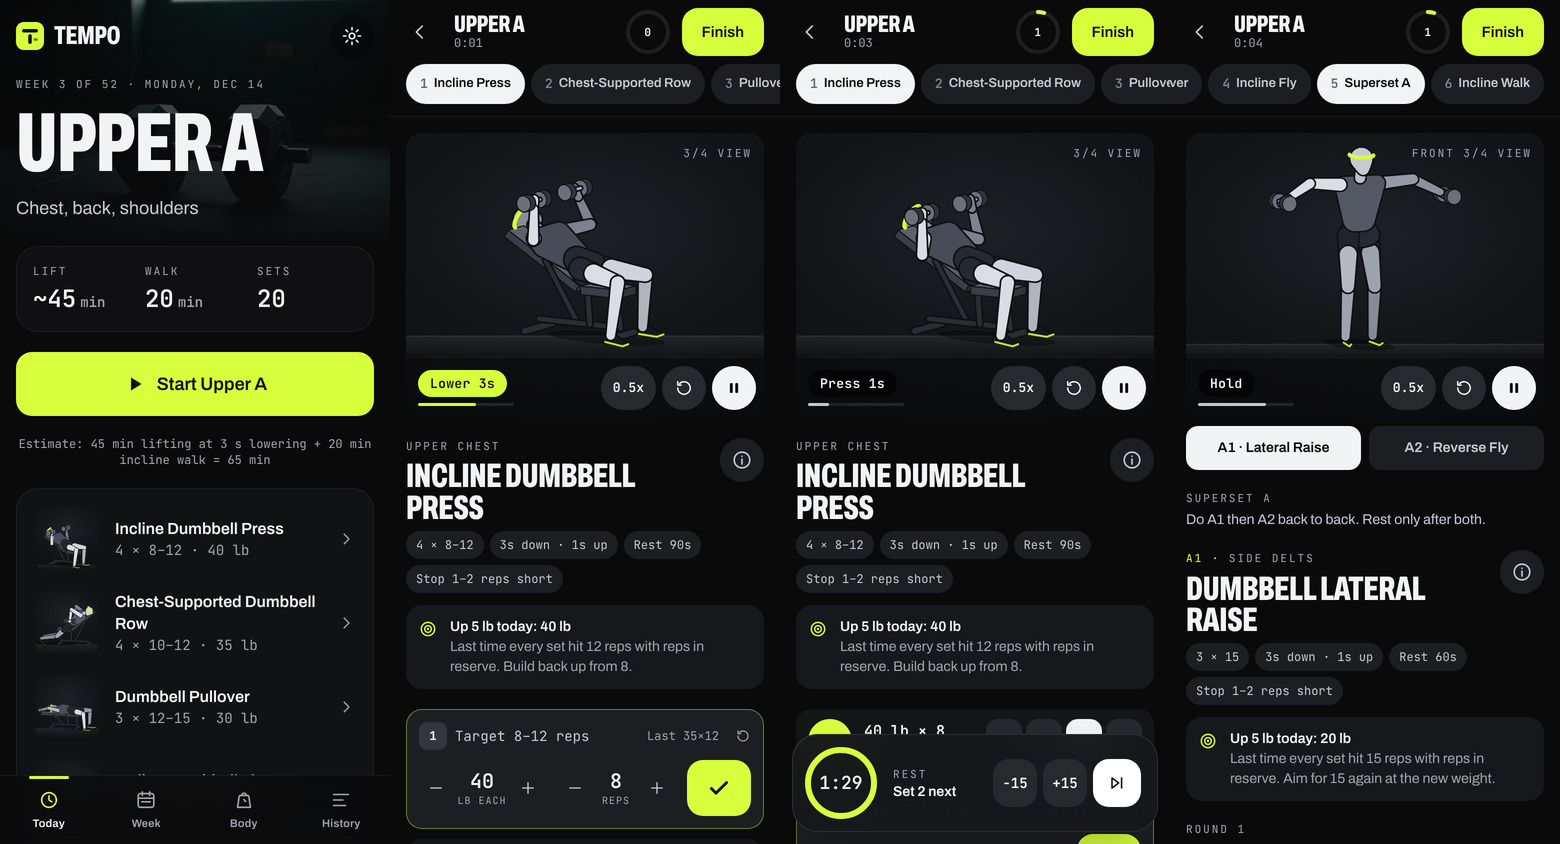 TEMPO
WEEK 3 OF 52 · MONDAY, DEC 14
UPPER A
Chest, back, shoulders
LIFT
~45 min
WALK
20 min
SETS
20
Start Upper A
Estimate: 45 min lifting at 3 s lowering + 20 min
incline walk = 65 min
Incline Dumbbell Press
4 × 8–12 · 40 lb
Chest-Supported Dumbbell
Row
4 × 10–12 · 35 lb
Dumbbell Pullover
3 × 12–15 · 30 lb
Today
Week
Body
History
UPPER A
0:01
0
Finish
1 Incline Press
2 Chest-Supported Row
3 Pullove
3/4 VIEW
Lower 3s
0.5x
UPPER CHEST
INCLINE DUMBBELL
PRESS
4 × 8–12
3s down · 1s up
Rest 90s
Stop 1–2 reps short
Up 5 lb today: 40 lb
Last time every set hit 12 reps with reps in
reserve. Build back up from 8.
1 Target 8–12 reps
Last 35×12
− 40 +
LB EACH
− 8 +
REPS
UPPER A
0:03
1
Finish
1 Incline Press
2 Chest-Supported Row
3 Pullover
3/4 VIEW
Press 1s
0.5x
UPPER CHEST
INCLINE DUMBBELL
PRESS
4 × 8–12
3s down · 1s up
Rest 90s
Stop 1–2 reps short
Up 5 lb today: 40 lb
Last time every set hit 12 reps with reps in
reserve. Build back up from 8.
40 lb × 8
1:29
REST
Set 2 next
-15
+15
UPPER A
0:04
1
Finish
ver
4 Incline Fly
5 Superset A
6 Incline Walk
FRONT 3/4 VIEW
Hold
0.5x
A1 · Lateral Raise
A2 · Reverse Fly
SUPERSET A
Do A1 then A2 back to back. Rest only after both.
A1 · SIDE DELTS
DUMBBELL LATERAL
RAISE
3 × 15
3s down · 1s up
Rest 60s
Stop 1–2 reps short
Up 5 lb today: 20 lb
Last time every set hit 15 reps with reps in
reserve. Aim for 15 again at the new weight.
ROUND 1